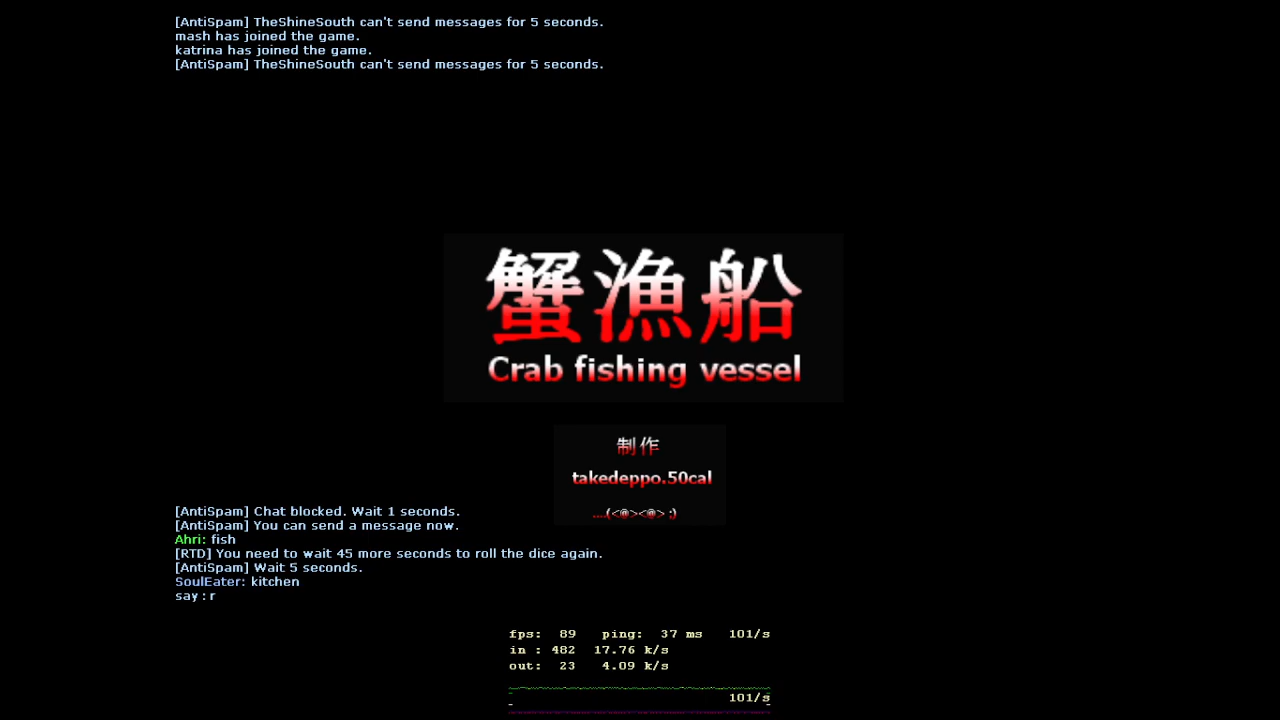 [AntiSpam] TheShineSouth can't send messages for 5 seconds.
mash has joined the game.
katrina has joined the game.
[AntiSpam] TheShineSouth can't send messages for 5 seconds.
蟹漁船
Crab fishing vessel
制作
takedeppo.50cal
....(<@><@> ;)
[AntiSpam] Chat blocked. Wait 1 seconds.
[AntiSpam] You can send a message now.
Ahri: fish
[RTD] You need to wait 45 more seconds to roll the dice again.
[AntiSpam] Wait 5 seconds.
SoulEater: kitchen
say : r
fps: 89 ping: 37 ms 101/s
in : 482 17.76 k/s
out: 23 4.09 k/s
101/s